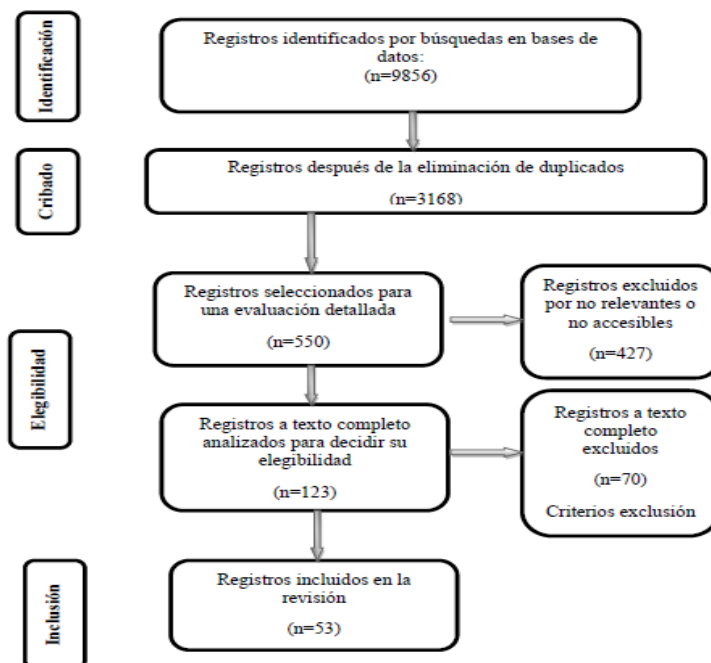 Identificación
Registros identificados por búsquedas en bases de
datos:
(n=9856)
Cribado
Registros después de la eliminación de duplicados
(n=3168)
Elegibilidad
Registros seleccionados para
una evaluación detallada
(n=550)
Registros excluidos
por no relevantes o
no accesibles
(n=427)
Registros a texto completo
analizados para decidir su
elegibilidad
(n=123)
Registros a texto
completo
excluidos
(n=70)
Criterios exclusión
Inclusión
Registros incluidos en la
revisión
(n=53)